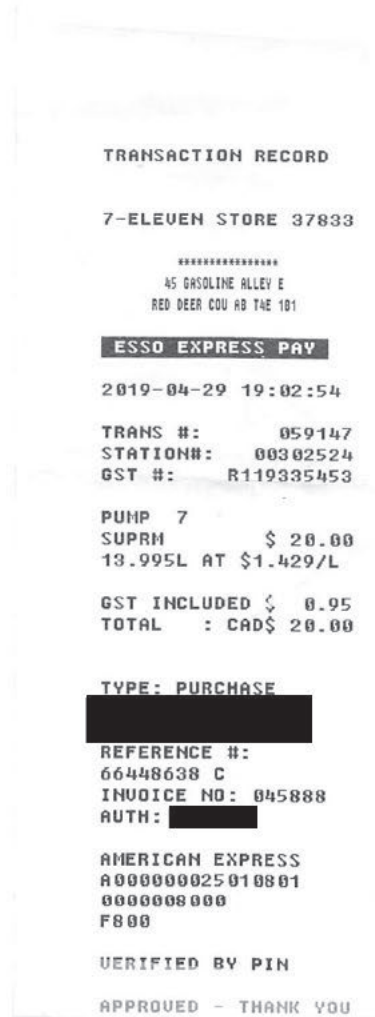 TRANSACTION RECORD
7-ELEVEN STORE 37833
****************
45 GASOLINE ALLEY E
RED DEER COU AB T4E 1B1
ESSO EXPRESS PAY
2019-04-29 19:02:54
TRANS #: 059147
STATION#: 00302524
GST #: R119335453
PUMP 7
SUPRM $ 20.00
13.995L AT $1.429/L
GST INCLUDED $ 0.95
TOTAL : CAD$ 20.00
TYPE: PURCHASE
REFERENCE #:
66448638 C
INVOICE NO: 045888
AUTH:
AMERICAN EXPRESS
A000000025010801
0000008000
F800
VERIFIED BY PIN
APPROVED - THANK YOU